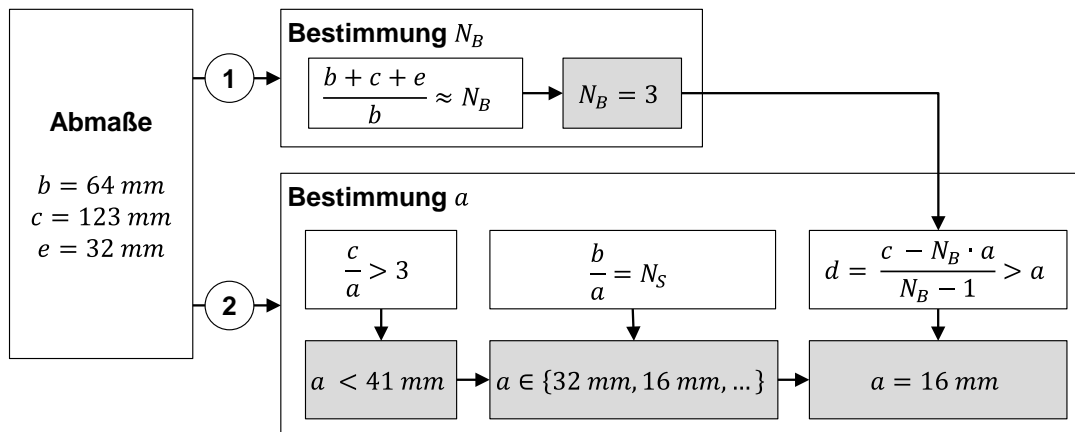 Abmaße
b = 64 mm
c = 123 mm
e = 32 mm
1
Bestimmung N_B
(b + c + e)/b ≈ N_B
N_B = 3
2
Bestimmung a
c/a > 3
b/a = N_S
d = (c − N_B · a)/(N_B − 1) > a
a < 41 mm
a ∈ {32 mm, 16 mm, …}
a = 16 mm